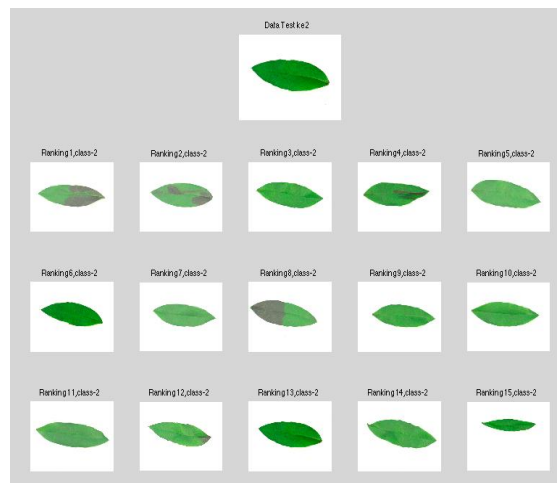 Data Test ke2
Ranking1,class-2
Ranking2,class-2
Ranking3,class-2
Ranking4,class-2
Ranking5,class-2
Ranking6,class-2
Ranking7,class-2
Ranking8,class-2
Ranking9,class-2
Ranking10,class-2
Ranking11,class-2
Ranking12,class-2
Ranking13,class-2
Ranking14,class-2
Ranking15,class-2